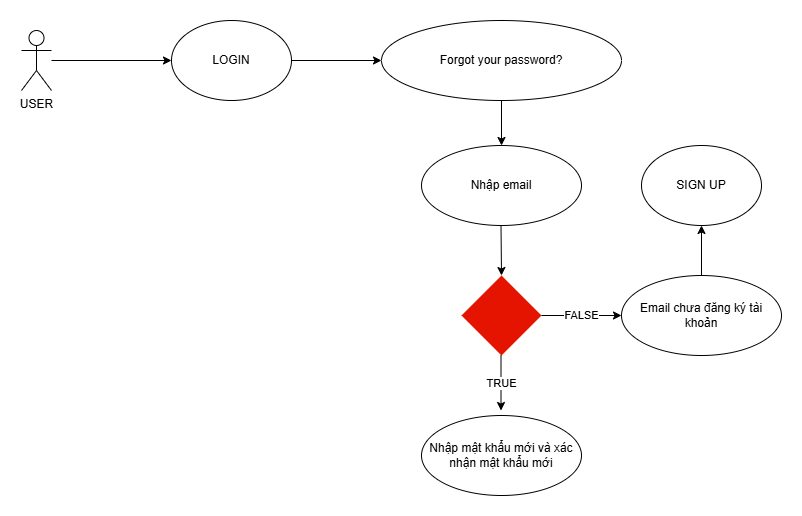 LOGIN
Forgot your password?
USER
Nhập email
SIGN UP
FALSE
Email chưa đăng ký tài
khoản
TRUE
Nhập mật khẩu mới và xác
nhận mật khẩu mới